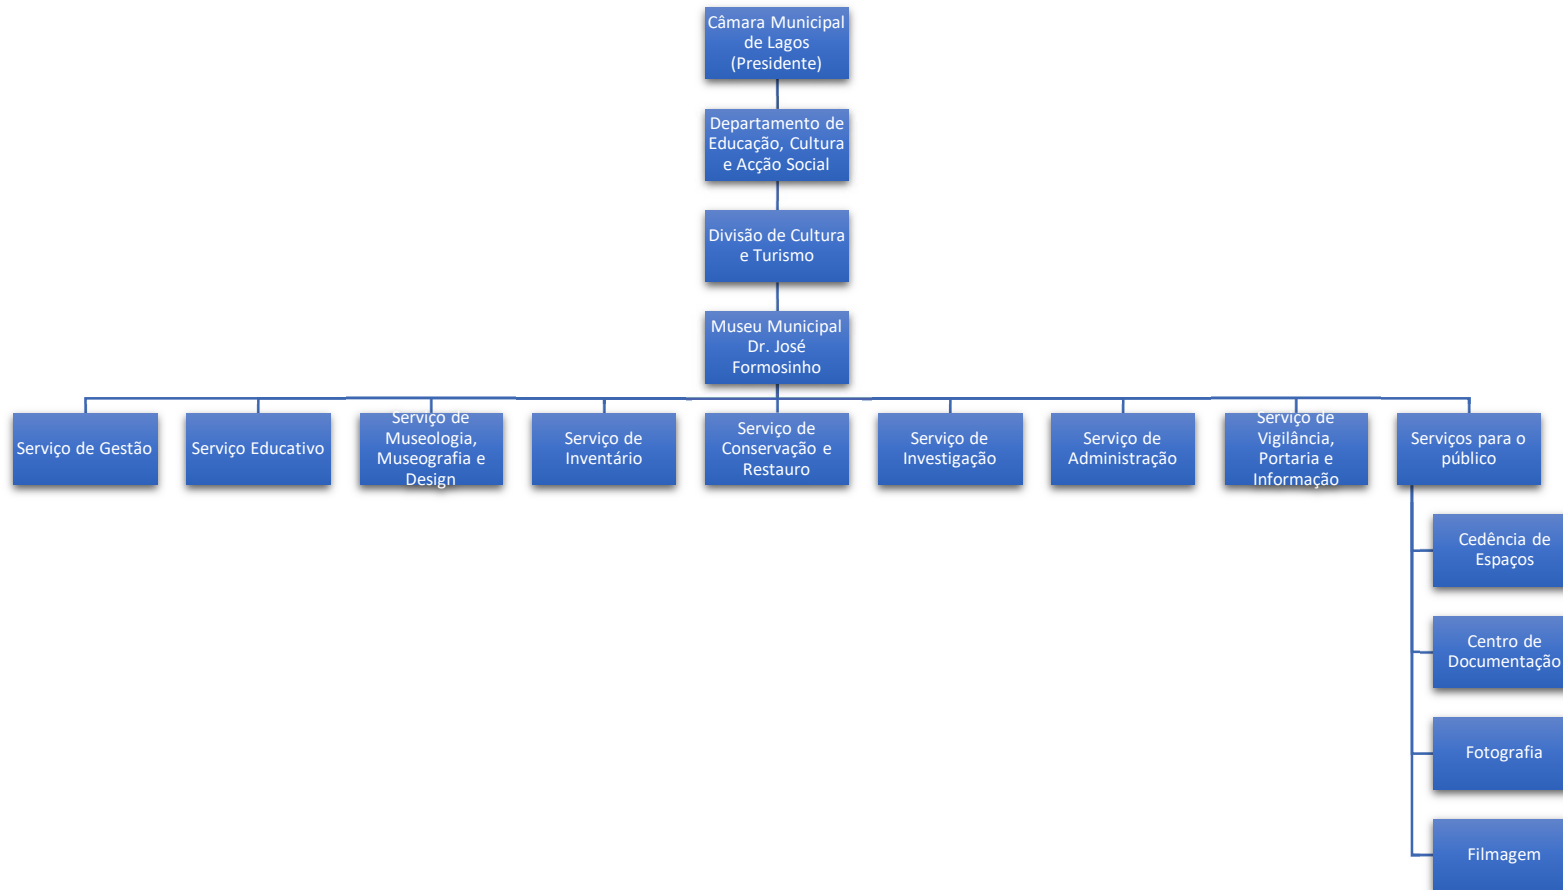 Câmara Municipal
de Lagos
(Presidente)
Departamento de
Educação, Cultura
e Acção Social
Divisão de Cultura
e Turismo
Museu Municipal
Dr. José
Formosinho
Serviço de Gestão
Serviço Educativo
Serviço de
Museologia,
Museografia e
Design
Serviço de
Inventário
Serviço de
Conservação e
Restauro
Serviço de
Investigação
Serviço de
Administração
Serviço de
Vigilância,
Portaria e
Informação
Serviços para o
público
Cedência de
Espaços
Centro de
Documentação
Fotografia
Filmagem